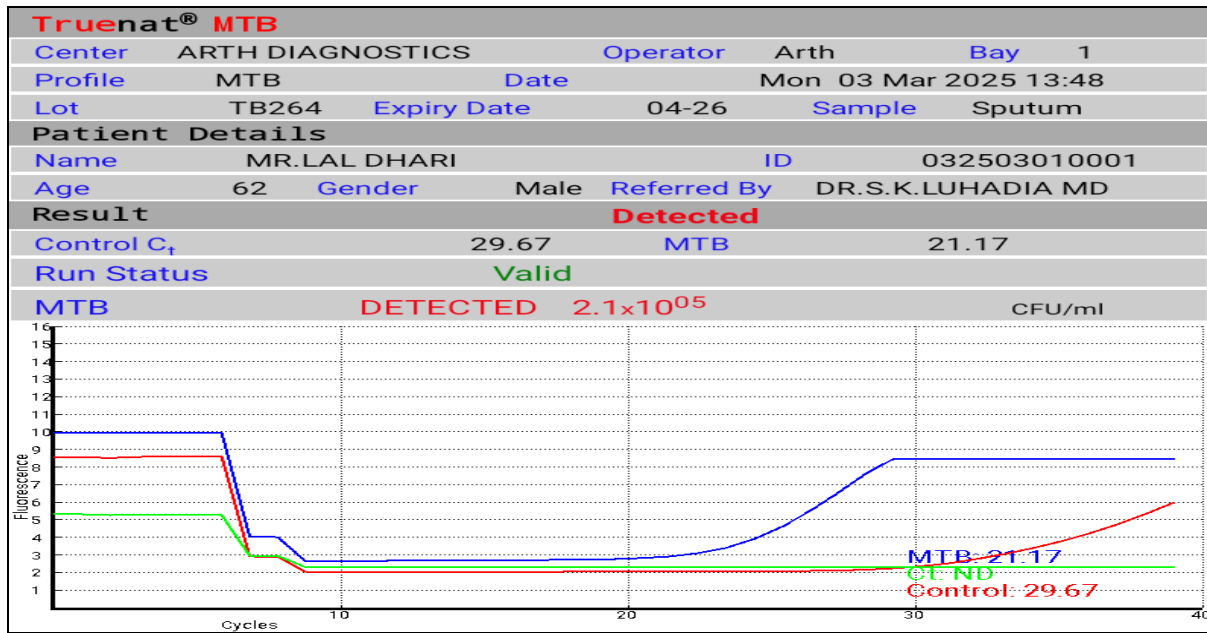 Truenat® MTB
Center ARTH DIAGNOSTICS Operator Arth Bay 1
Profile MTB Date Mon 03 Mar 2025 13:48
Lot TB264 Expiry Date 04-26 Sample Sputum
Patient Details
Name MR.LAL DHARI ID 032503010001
Age 62 Gender Male Referred By DR.S.K.LUHADIA MD
Result Detected
Control Ct 29.67 MTB 21.17
Run Status Valid
MTB DETECTED 2.1x10^05 CFU/ml
16
15
14
13
12
11
10
9
8
7
6
5
4
3
2
1
Fluorescence
MTB: 21.17
Ct: ND
Control: 29.67
10 20 30 40
Cycles